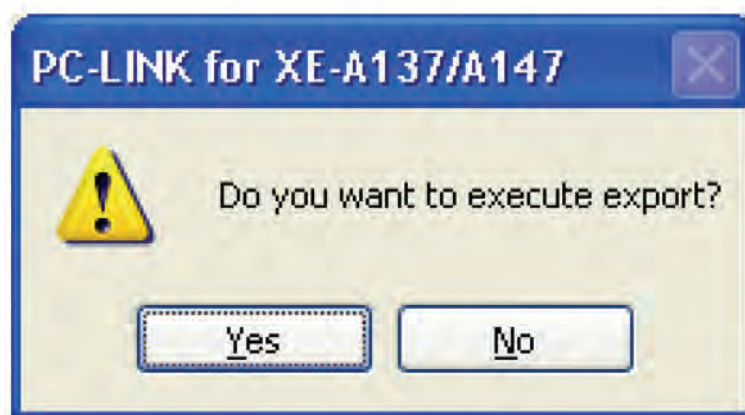 PC-LINK for XE-A137/A147
Do you want to execute export?
Yes
No